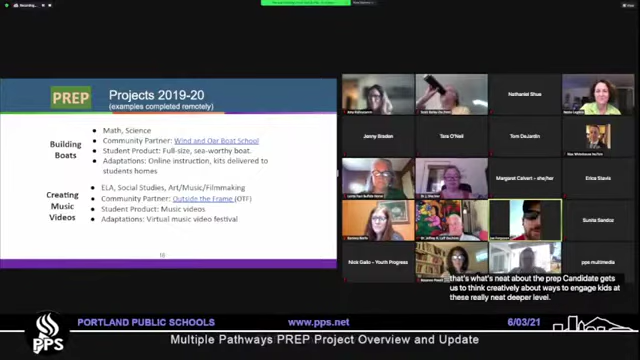 Recording...
PREP
Projects 2019-20
(examples completed remotely)
Building
Boats
• Math, Science
• Community Partner: Wind and Oar Boat School
• Student Product: Full-size, sea-worthy boat.
• Adaptations: Online instruction, kits delivered to
students homes
Creating
Music
Videos
• ELA, Social Studies, Art/Music/Filmmaking
• Community Partner: Outside the Frame (OTF)
• Student Product: Music videos
• Adaptations: Virtual music video festival
Nathaniel Shue
Jenny Braden
Tara O'Neil
Tom DeJardin
Margaret Calvert - she/her
Erica Stavis
Sunita Sandoz
Nick Gallo - Youth Progress
pps multimedia
that's what's neat about the prep Candidate gets
us to think creatively about ways to engage kids at
these really neat deeper level.
PPS
PORTLAND PUBLIC SCHOOLS
www.pps.net
6/03/21
Multiple Pathways PREP Project Overview and Update